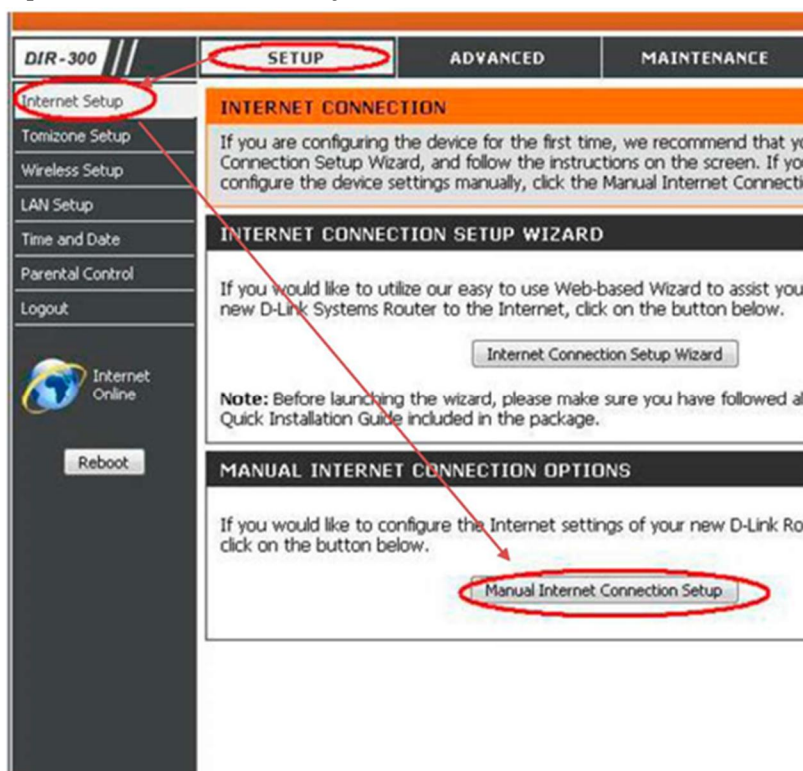 DIR-300
SETUP
ADVANCED
MAINTENANCE
Internet Setup
Tomizone Setup
Wireless Setup
LAN Setup
Time and Date
Parental Control
Logout
Internet
Online
Reboot
INTERNET CONNECTION
If you are configuring the device for the first time, we recommend that
Connection Setup Wizard, and follow the instructions on the screen. If
configure the device settings manually, click the Manual Internet
INTERNET CONNECTION SETUP WIZARD
If you would like to utilize our easy to use Web-based Wizard to assist you
new D-Link Systems Router to the Internet, click on the button below.
Internet Connection Setup Wizard
Note: Before launching the wizard, please make sure you have followed
Quick Installation Guide included in the package.
MANUAL INTERNET CONNECTION OPTIONS
If you would like to configure the Internet settings of your new D-Link
click on the button below.
Manual Internet Connection Setup